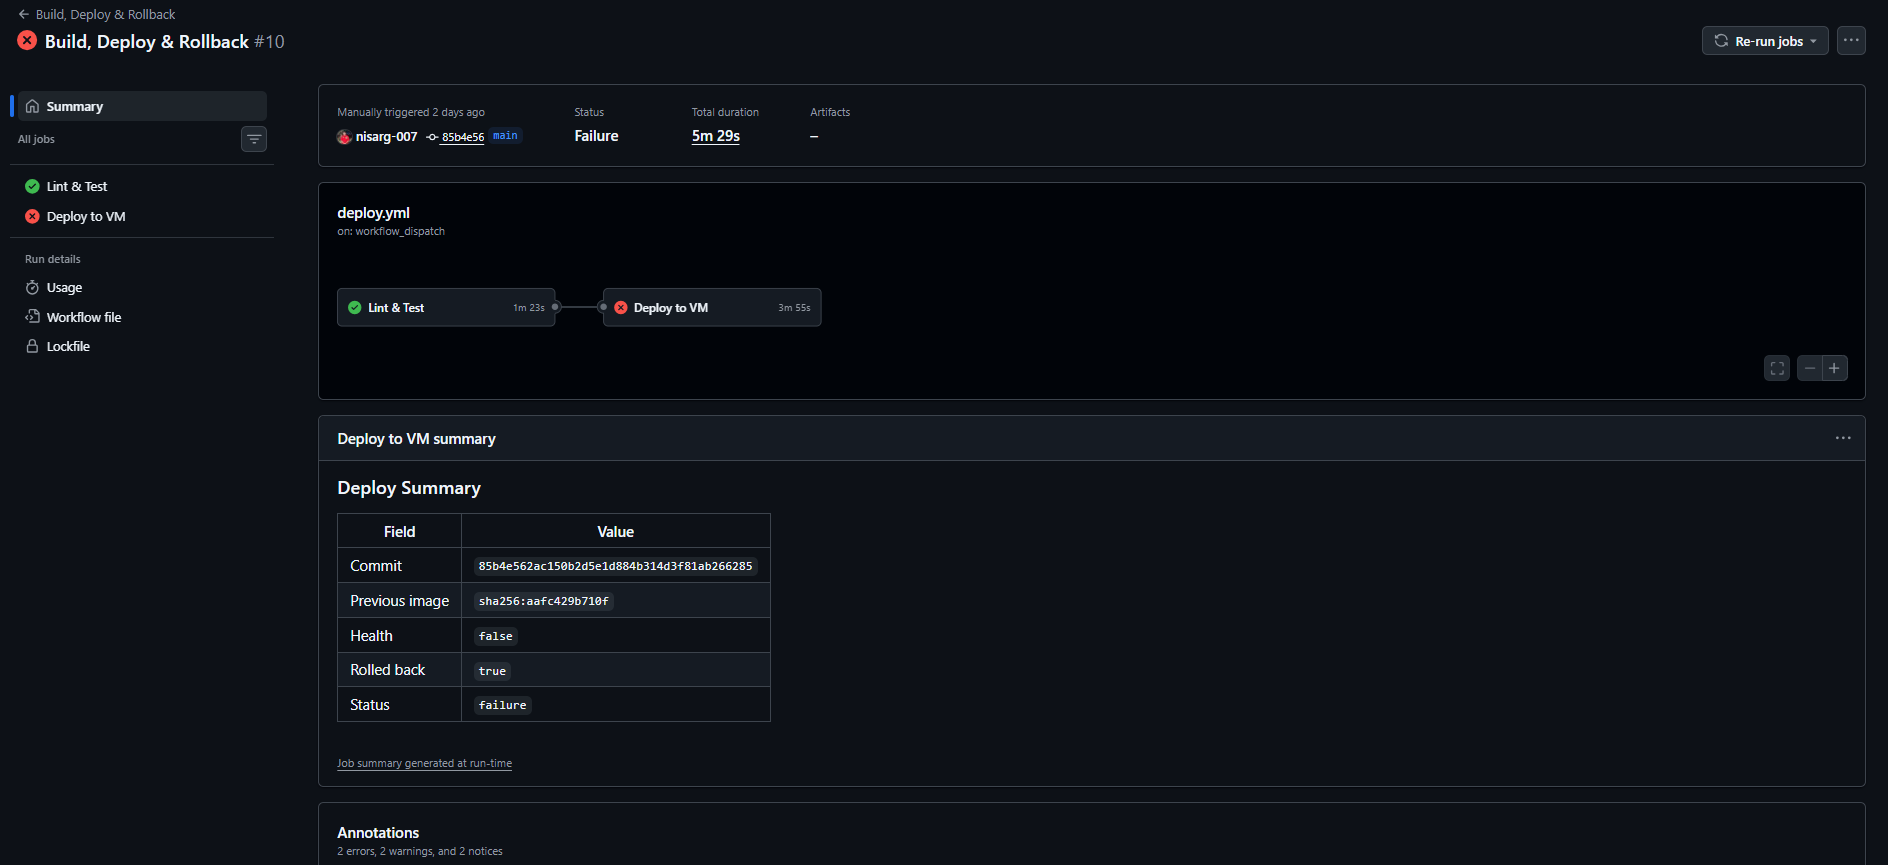 Build, Deploy & Rollback
Build, Deploy & Rollback #10
Re-run jobs
Summary
All jobs
Lint & Test
Deploy to VM
Run details
Usage
Workflow file
Lockfile
Manually triggered 2 days ago
nisarg-007 85b4e56 main
Status
Failure
Total duration
5m 29s
Artifacts
–
deploy.yml
on: workflow_dispatch
Lint & Test 1m 23s
Deploy to VM 3m 55s
Deploy to VM summary
Deploy Summary
Field Value
Commit 85b4e562ac150b2d5e1d884b314d3f81ab266285
Previous image sha256:aafc429b710f
Health false
Rolled back true
Status failure
Job summary generated at run-time
Annotations
2 errors, 2 warnings, and 2 notices